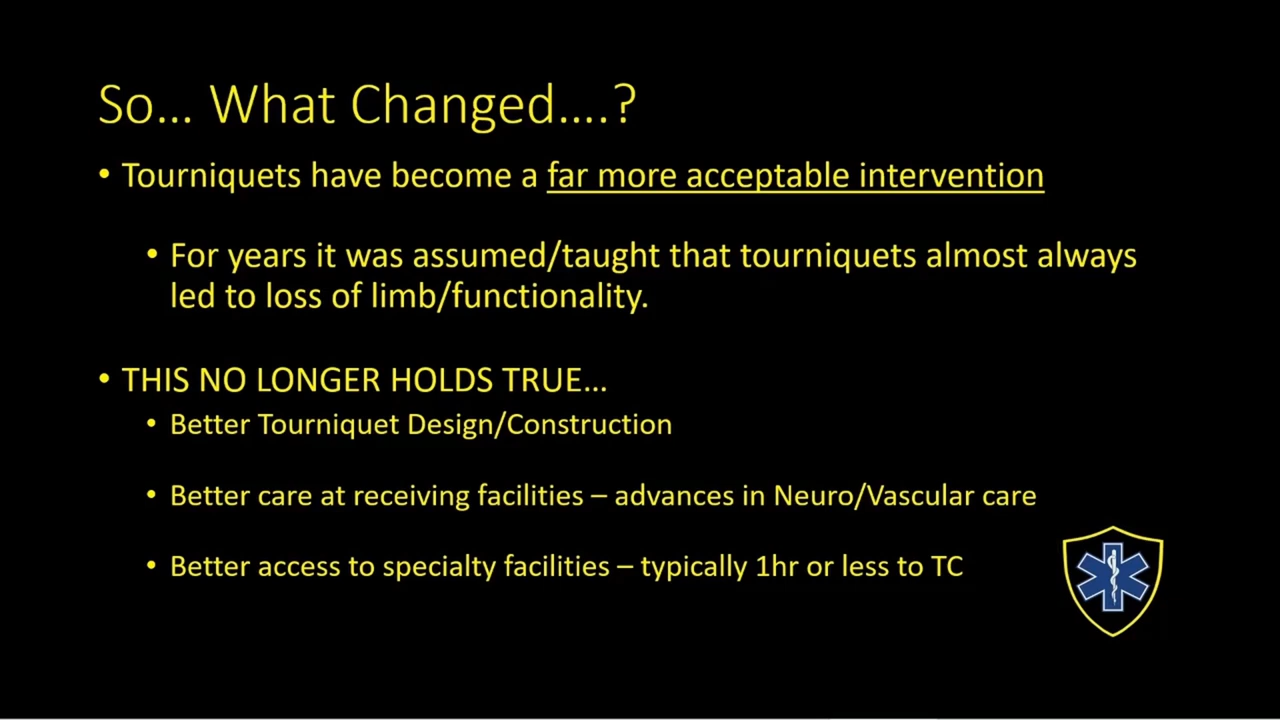 So... What Changed....?
• Tourniquets have become a far more acceptable intervention
• For years it was assumed/taught that tourniquets almost always
led to loss of limb/functionality.
• THIS NO LONGER HOLDS TRUE...
• Better Tourniquet Design/Construction
• Better care at receiving facilities – advances in Neuro/Vascular care
• Better access to specialty facilities – typically 1hr or less to TC